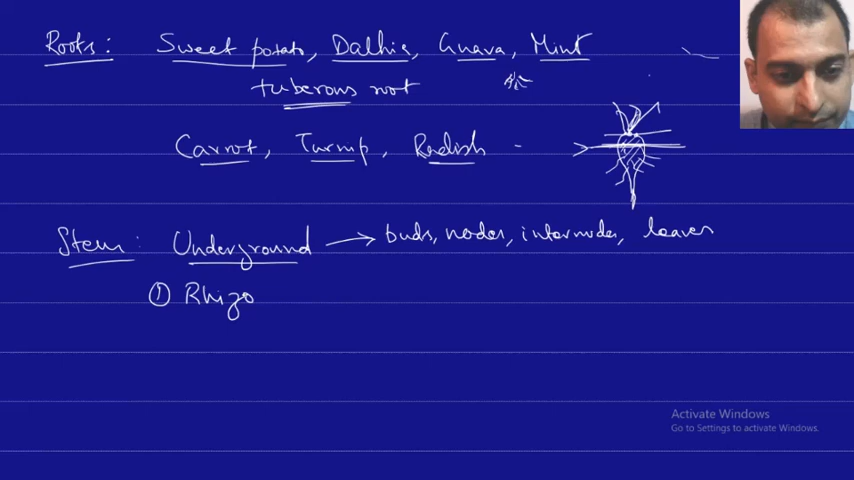 Roots: Sweet potato, Dalhia, Guava, Mint
tuberous root
Carrot, Turnip, Radish -
Stem: Underground → buds, nodes, internodes, leaves
① Rhizo
Activate Windows
Go to Settings to activate Windows.